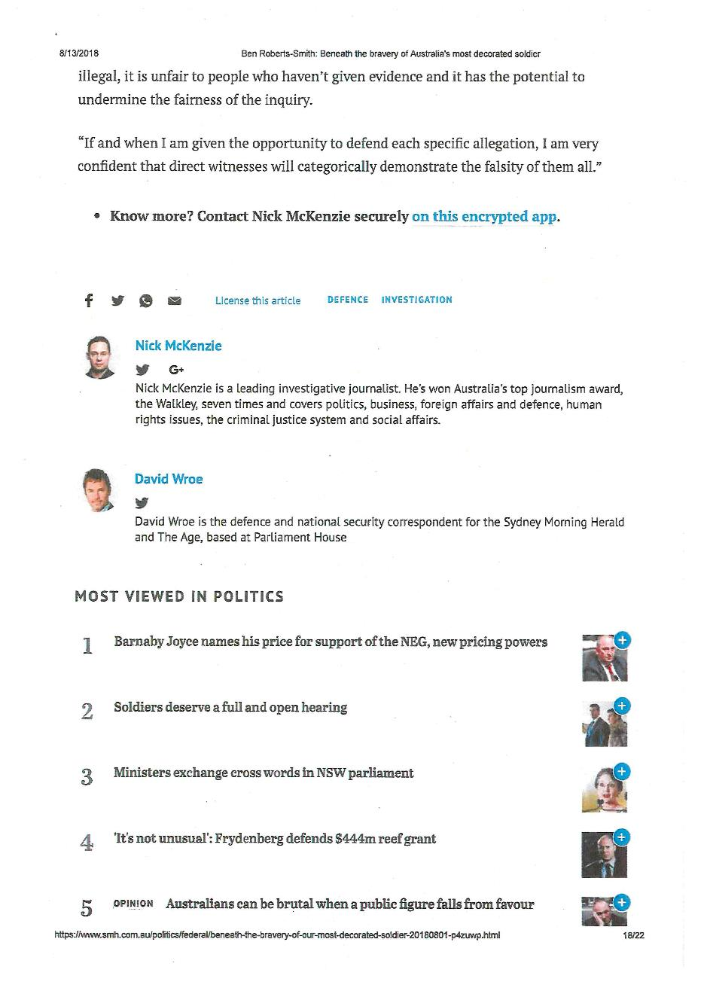 8/13/2018 Ben Roberts-Smith: Beneath the bravery of Australia's most decorated soldier
illegal, it is unfair to people who haven't given evidence and it has the potential to
undermine the fairness of the inquiry.
“If and when I am given the opportunity to defend each specific allegation, I am very
confident that direct witnesses will categorically demonstrate the falsity of them all.”
• Know more? Contact Nick McKenzie securely on this encrypted app.
License this article DEFENCE INVESTIGATION
Nick McKenzie
G+
Nick McKenzie is a leading investigative journalist. He's won Australia's top journalism award,
the Walkley, seven times and covers politics, business, foreign affairs and defence, human
rights issues, the criminal justice system and social affairs.
David Wroe
David Wroe is the defence and national security correspondent for the Sydney Morning Herald
and The Age, based at Parliament House
MOST VIEWED IN POLITICS
1 Barnaby Joyce names his price for support of the NEG, new pricing powers
2 Soldiers deserve a full and open hearing
3 Ministers exchange cross words in NSW parliament
4 'It's not unusual': Frydenberg defends $444m reef grant
5 OPINION Australians can be brutal when a public figure falls from favour
https://www.smh.com.au/politics/federal/beneath-the-bravery-of-our-most-decorated-soldier-20180801-p4zuwp.html 18/22